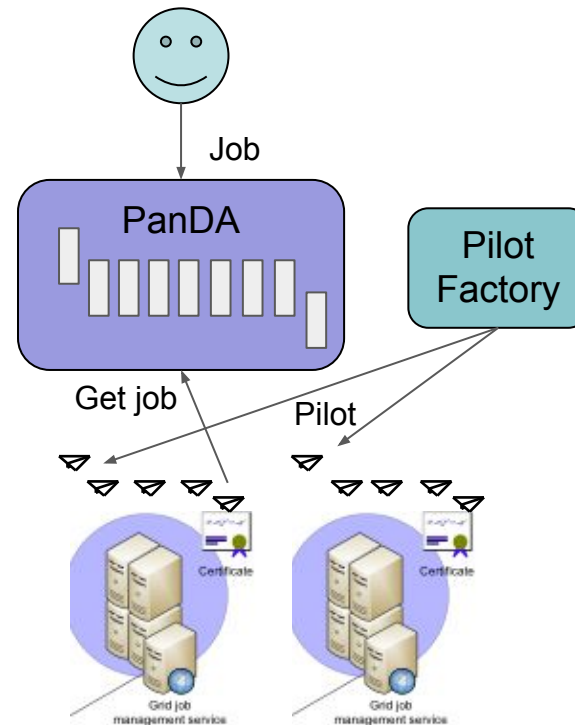 Job
PanDA
Pilot
Factory
Get job
Pilot
Certificate
Certificate
Grid job
management service
Grid job
management service